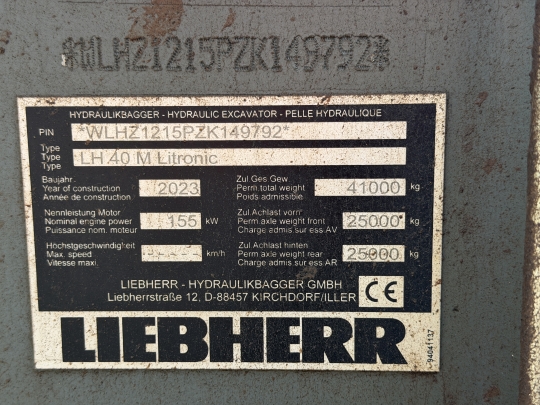 *WLHZ1215PZK149792*
HYDRAULIKBAGGER - HYDRAULIC EXCAVATOR - PELLE HYDRAULIQUE
PIN *WLHZ1215PZK149792*
Type
Type LH 40 M Litronic
Type
Baujahr
Year of construction 2023
Année de construction
Zul.Ges Gew
Perm.total weight 41000 kg
Poids admissible
Nennleistung Motor
Nominal engine power 155 kW
Puissance nom. moteur
Zul.Achlast vorn
Perm.axle weight front 25000 kg
Charge admis.sur ess AV
Höchstgeschwindigkeit
Max. speed km/h
Vitesse maxi.
Zul.Achlast hinten
Perm.axle weight rear 25000 kg
Charge admis.sur ess AR
LIEBHERR - HYDRAULIKBAGGER GMBH
Liebherrstraße 12, D-88457 KIRCHDORF/ILLER
CE
LIEBHERR
94041137